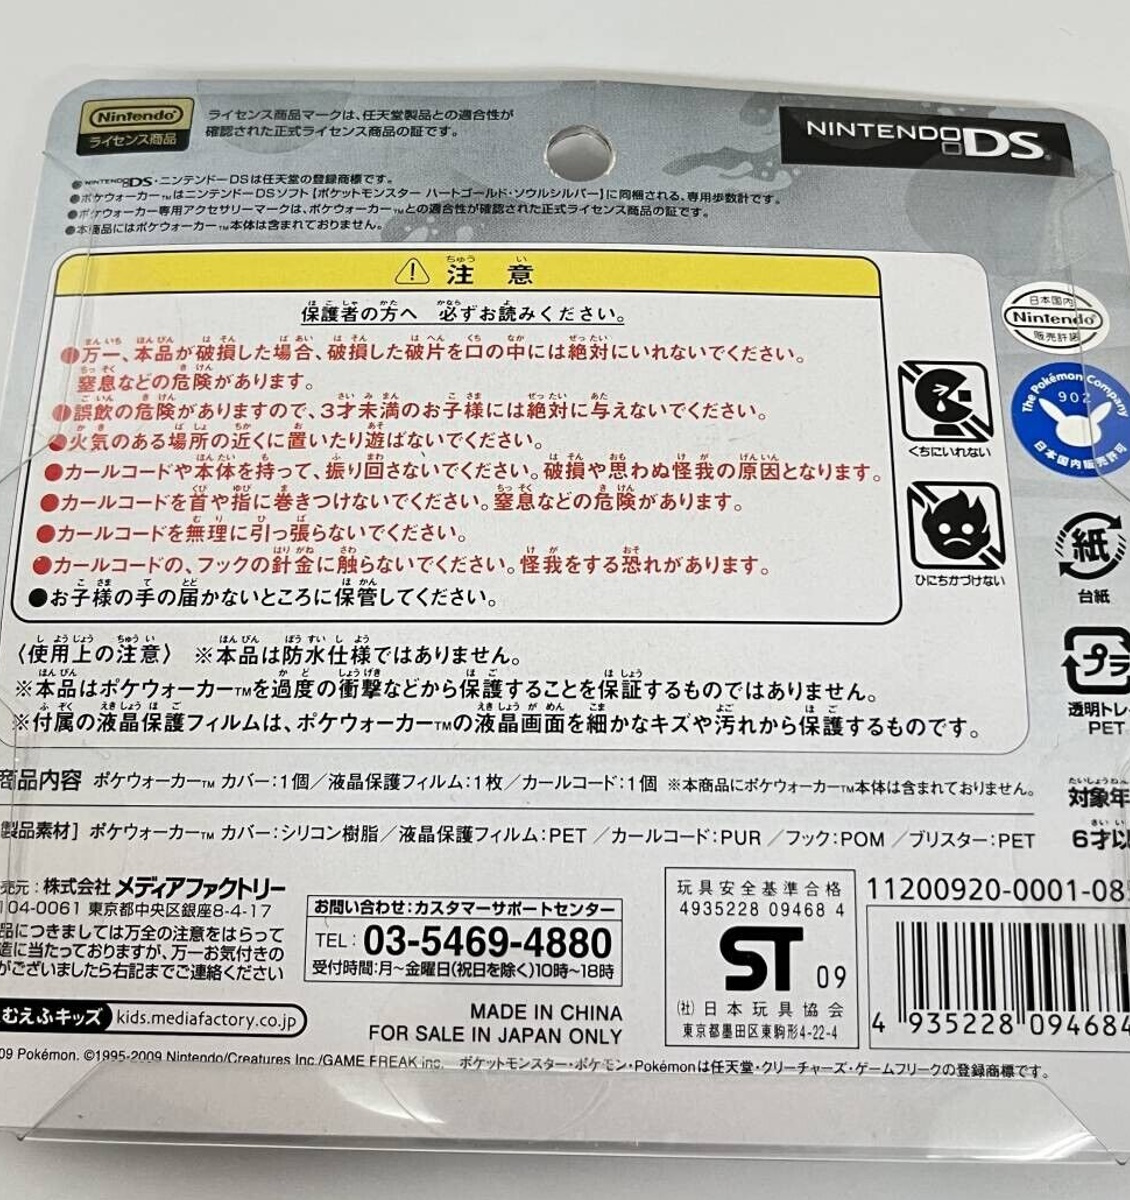 Nintendo
ライセンス商品
ライセンス商品マークは、任天堂製品との適合性が
確認された正式ライセンス商品の証です。
NINTENDO DS
●NINTENDO DS・ニンテンドーDSは任天堂の登録商標です。
●ポケウォーカー™はニンテンドーDSソフト【ポケットモンスター ハートゴールド・ソウルシルバー】に同梱される、専用歩数計です。
●ポケウォーカー専用アクセサリーマークは、ポケウォーカー™との適合性が確認された正式ライセンス商品の証です。
●本商品にはポケウォーカー™本体は含まれておりません。
⚠注意
保護者の方へ 必ずお読みください。
●万一、本品が破損した場合、破損した破片を口の中には絶対にいれないでください。
窒息などの危険があります。
●誤飲の危険がありますので、3才未満のお子様には絶対に与えないでください。
●火気のある場所の近くに置いたり遊ばないでください。
●カールコードや本体を持って、振り回さないでください。破損や思わぬ怪我の原因となります。
●カールコードを首や指に巻きつけないでください。窒息などの危険があります。
●カールコードを無理に引っ張らないでください。
●カールコードの、フックの針金に触らないでください。怪我をする恐れがあります。
●お子様の手の届かないところに保管してください。
くちにいれない
ひにちかづけない
日本国内
Nintendo
販売許諾
The Pokémon Company
902
日本国内販売許可
紙
台紙
プラ
透明トレー
PET
〈使用上の注意〉 ※本品は防水仕様ではありません。
※本品はポケウォーカー™を過度の衝撃などから保護することを保証するものではありません。
※付属の液晶保護フィルムは、ポケウォーカー™の液晶画面を細かなキズや汚れから保護するものです。
商品内容 ポケウォーカー™ カバー:1個/液晶保護フィルム:1枚/カールコード:1個 ※本商品にポケウォーカー™本体は含まれておりません。
製品素材] ポケウォーカー™ カバー:シリコン樹脂/液晶保護フィルム:PET/カールコード:PUR/フック:POM/ブリスター:PET
対象年
6才以
売元:株式会社 メディアファクトリー
104-0061 東京都中央区銀座8-4-17
品につきましては万全の注意をはらって
造に当たっておりますが、万一お気付きの
がございましたら右記までご連絡ください
お問い合わせ:カスタマーサポートセンター
TEL:03-5469-4880
受付時間:月~金曜日(祝日を除く)10時~18時
むえふキッズ kids.mediafactory.co.jp
MADE IN CHINA
FOR SALE IN JAPAN ONLY
玩具安全基準合格
4935228 09468 4
ST 09
(社)日本玩具協会
東京都墨田区東駒形4-22-4
11200920-0001-08
4 935228 094684
09 Pokémon. ©1995-2009 Nintendo/Creatures Inc./GAME FREAK inc. ポケットモンスター・ポケモン・Pokémonは任天堂・クリーチャーズ・ゲームフリークの登録商標です。